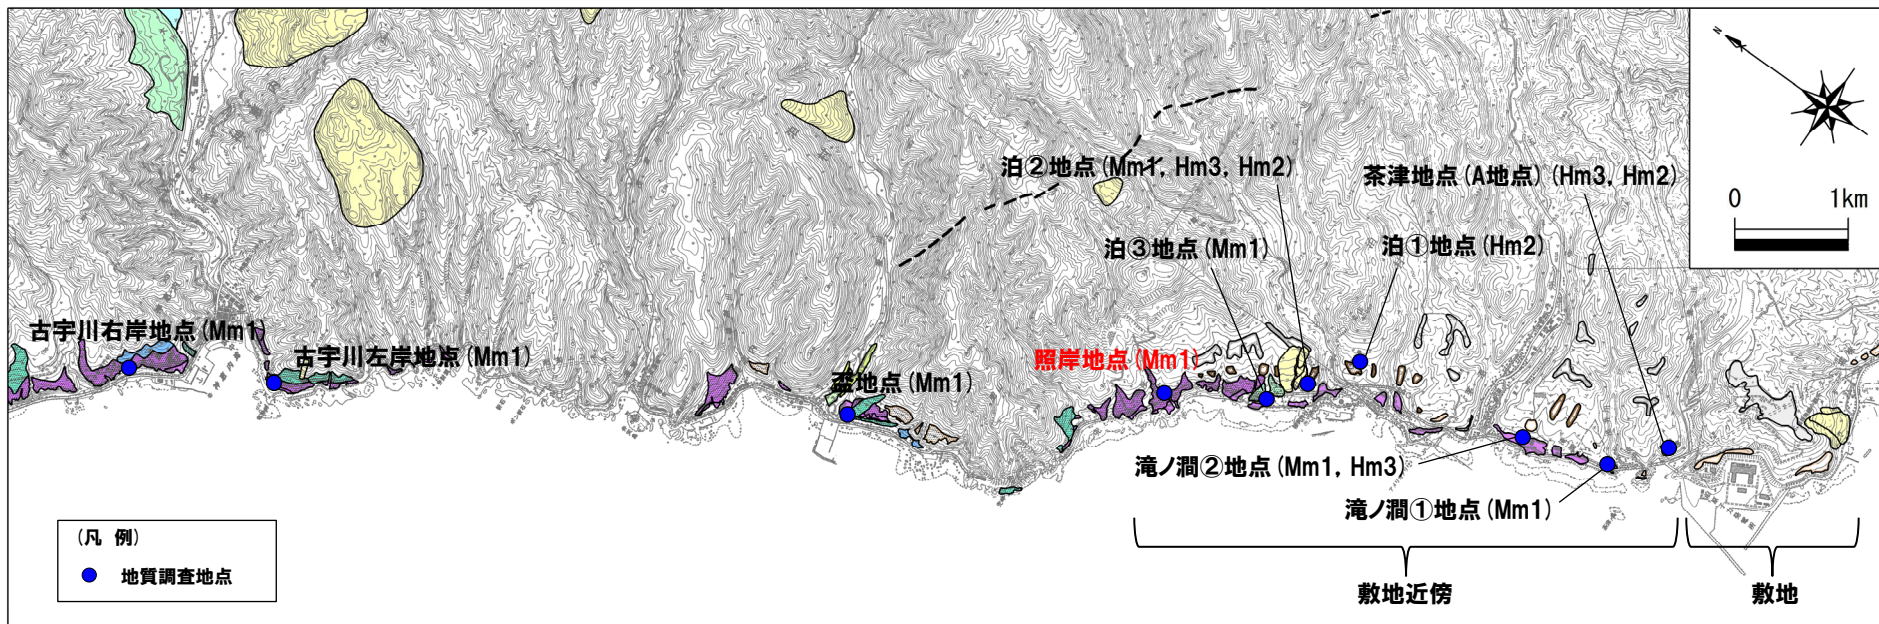 N
0 1km
泊②地点(Mm1, Hm3, Hm2)
茶津地点(A地点)(Hm3, Hm2)
泊③地点(Mm1)
泊①地点(Hm2)
古宇川右岸地点(Mm1)
古宇川左岸地点(Mm1)
盃地点(Mm1)
照岸地点(Mm1)
滝ノ澗②地点(Mm1, Hm3)
滝ノ澗①地点(Mm1)
(凡 例)
地質調査地点
敷地近傍
敷地